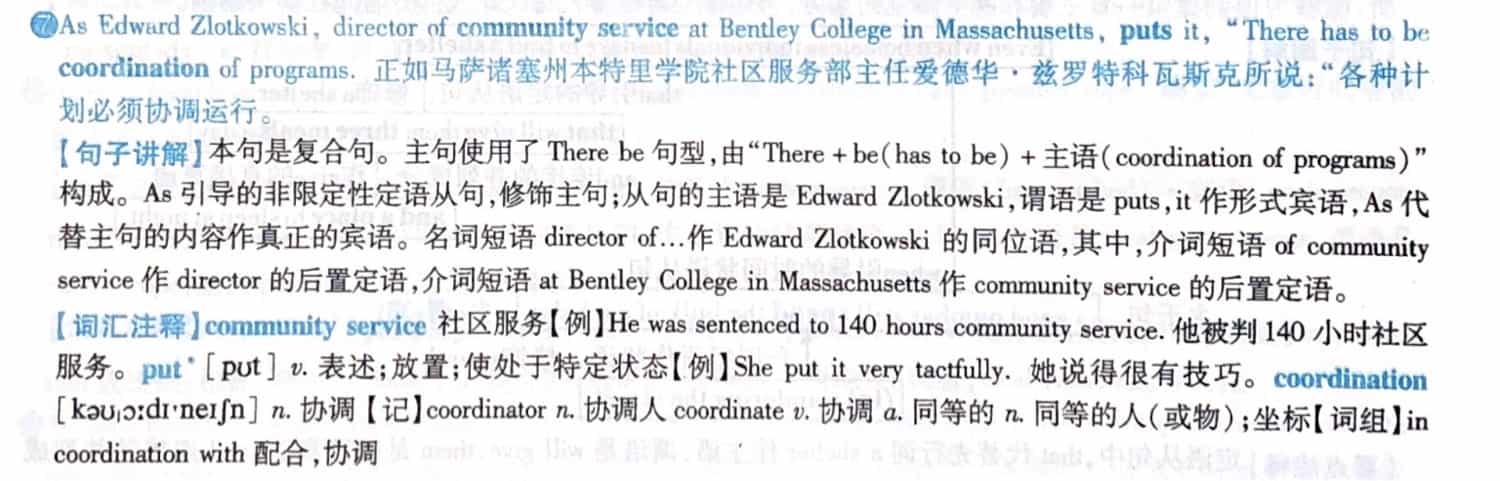 ⑦As Edward Zlotkowski, director of community service at Bentley College in Massachusetts, puts it, “There has to be
coordination of programs. 正如马萨诸塞州本特里学院社区服务部主任爱德华·兹罗特科瓦斯克所说:“各种计
划必须协调运行。
【句子讲解】本句是复合句。主句使用了 There be 句型,由“There + be(has to be) + 主语(coordination of programs)”
构成。As 引导的非限定性定语从句,修饰主句;从句的主语是 Edward Zlotkowski,谓语是 puts,it 作形式宾语,As 代
替主句的内容作真正的宾语。名词短语 director of…作 Edward Zlotkowski 的同位语,其中,介词短语 of community
service 作 director 的后置定语,介词短语 at Bentley College in Massachusetts 作 community service 的后置定语。
【词汇注释】community service 社区服务【例】He was sentenced to 140 hours community service. 他被判 140 小时社区
服务。put* [pʊt] v. 表述;放置;使处于特定状态【例】She put it very tactfully. 她说得很有技巧。coordination
[kəʊˌɔːdɪˈneɪʃn] n. 协调【记】coordinator n. 协调人 coordinate v. 协调 a. 同等的 n. 同等的人(或物);坐标【词组】in
coordination with 配合,协调